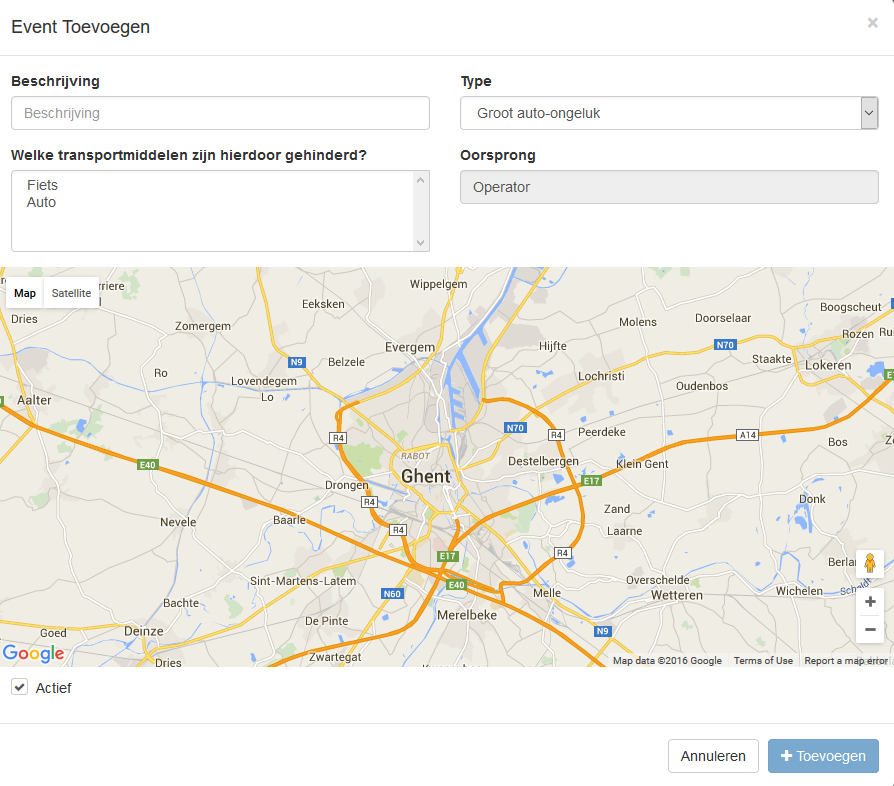 Event Toevoegen
×
Beschrijving
Type
Beschrijving
Groot auto-ongeluk
Welke transportmiddelen zijn hierdoor gehinderd?
Oorsprong
Fiets
Auto
Operator
Map
Satellite
Wippelgem
Eeksken
Boogscheut
Dries
Zomergem
Molens
Doorselaar
Rozen
Evergem
Hijfte
N70
N9
Belzele
Staakte
Lokeren
Ro
Lovendegem
Lochristi
Oudenbos
Lo
Aalter
N70
R4
R4
Peerdeke
A14
Bos
RABOT
E40
Destelbergen
Klein Gent
Ghent
E17
Drongen
Donk
R4
Zand
Nevele
Baarle
R4
Laarne
E17
R4
Sint-Martens-Latem
E40
Overschelde
N60
Melle
Wetteren
Wichelen
Bachte
Merelbeke
De Pinte
Goed
Deinze
N9
Zwartegat
Google
Dries
Map data ©2016 Google
Terms of Use
Report a map error
Actief
Annuleren
Toevoegen